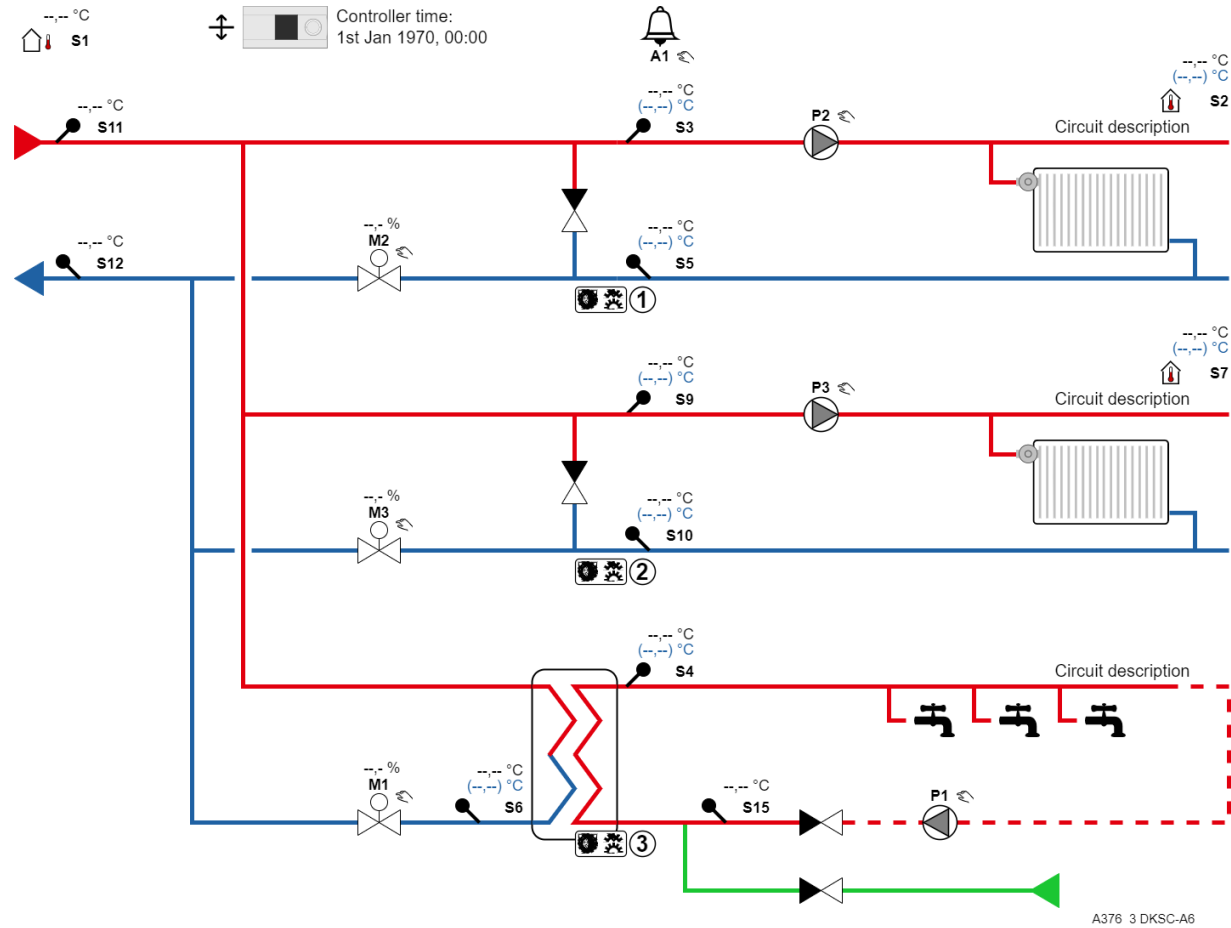 --,-- °C
S1
Controller time:
1st Jan 1970, 00:00
A1
--,-- °C
(--,--) °C
S2
--,-- °C
S11
--,-- °C
(--,--) °C
S3
P2
Circuit description
--,-- °C
S12
--,- %
M2
--,-- °C
(--,--) °C
S5
1
--,-- °C
(--,--) °C
S7
--,-- °C
(--,--) °C
S9
P3
Circuit description
--,- %
M3
--,-- °C
(--,--) °C
S10
2
--,-- °C
(--,--) °C
S4
Circuit description
--,- %
M1
--,-- °C
(--,--) °C
S6
--,-- °C
S15
P1
3
A376 3 DKSC-A6